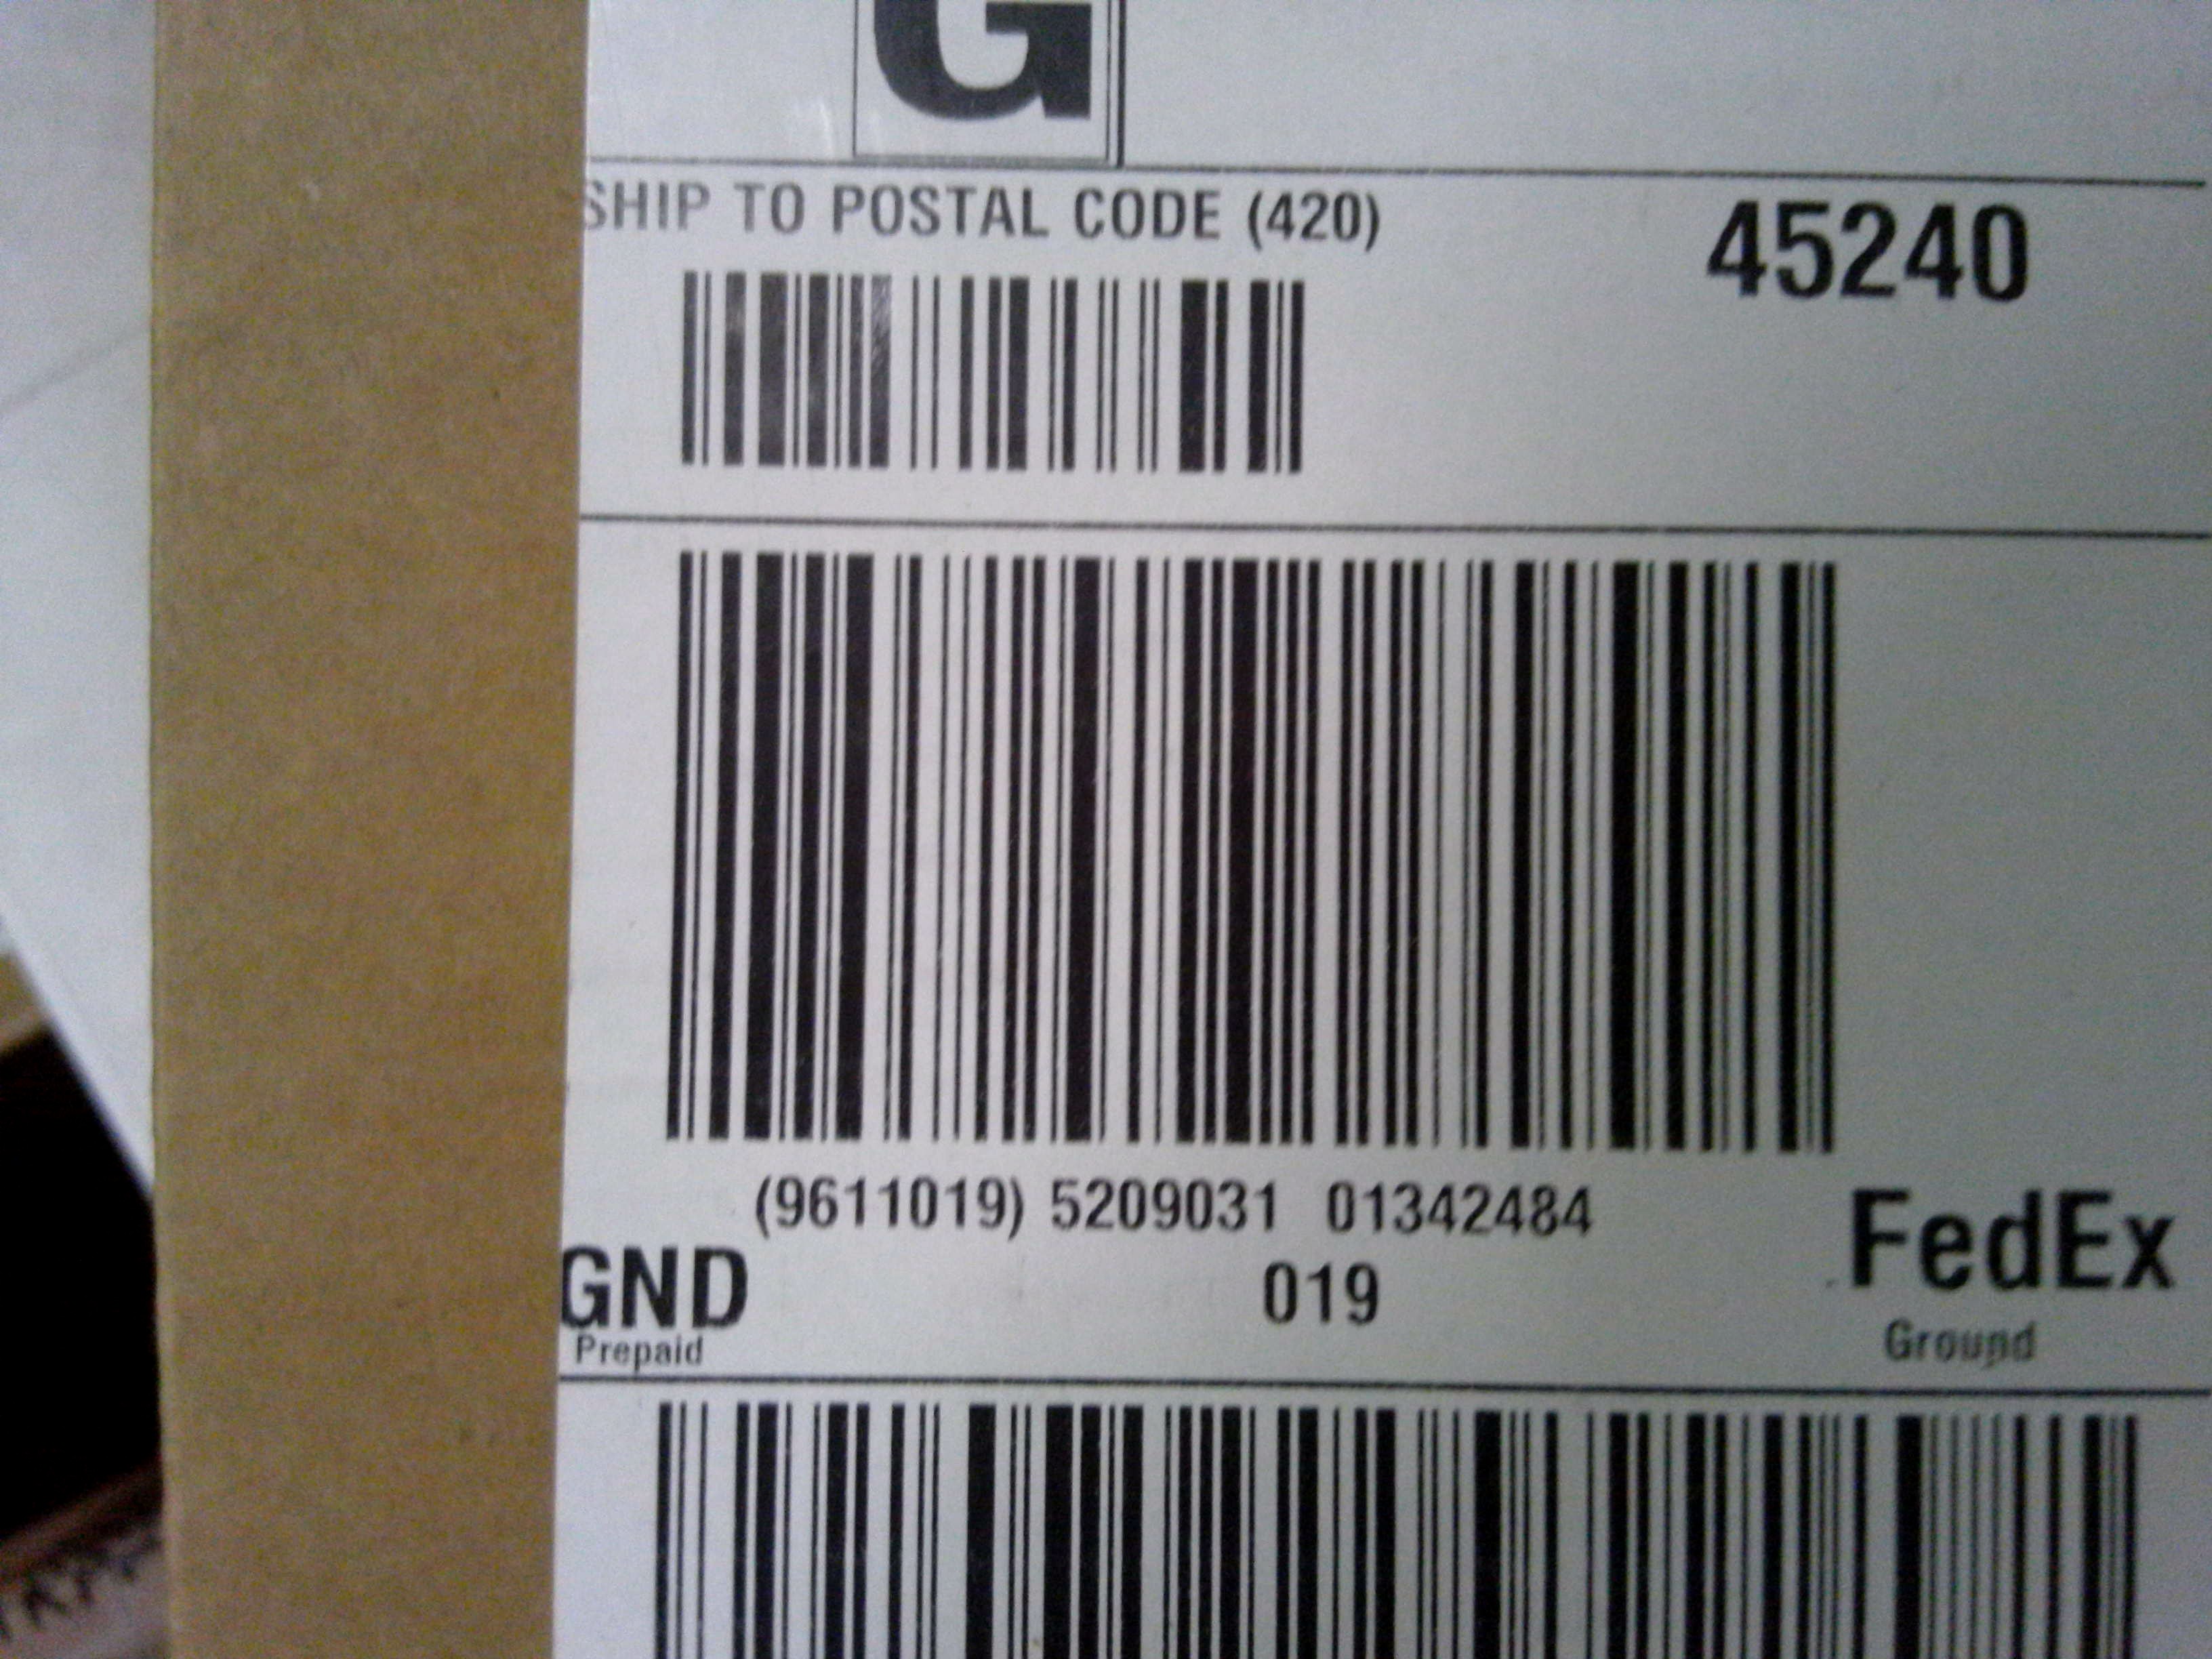 G
SHIP TO POSTAL CODE (420)
45240
(9611019) 5209031 01342484
GND
Prepaid
019
FedEx
Ground